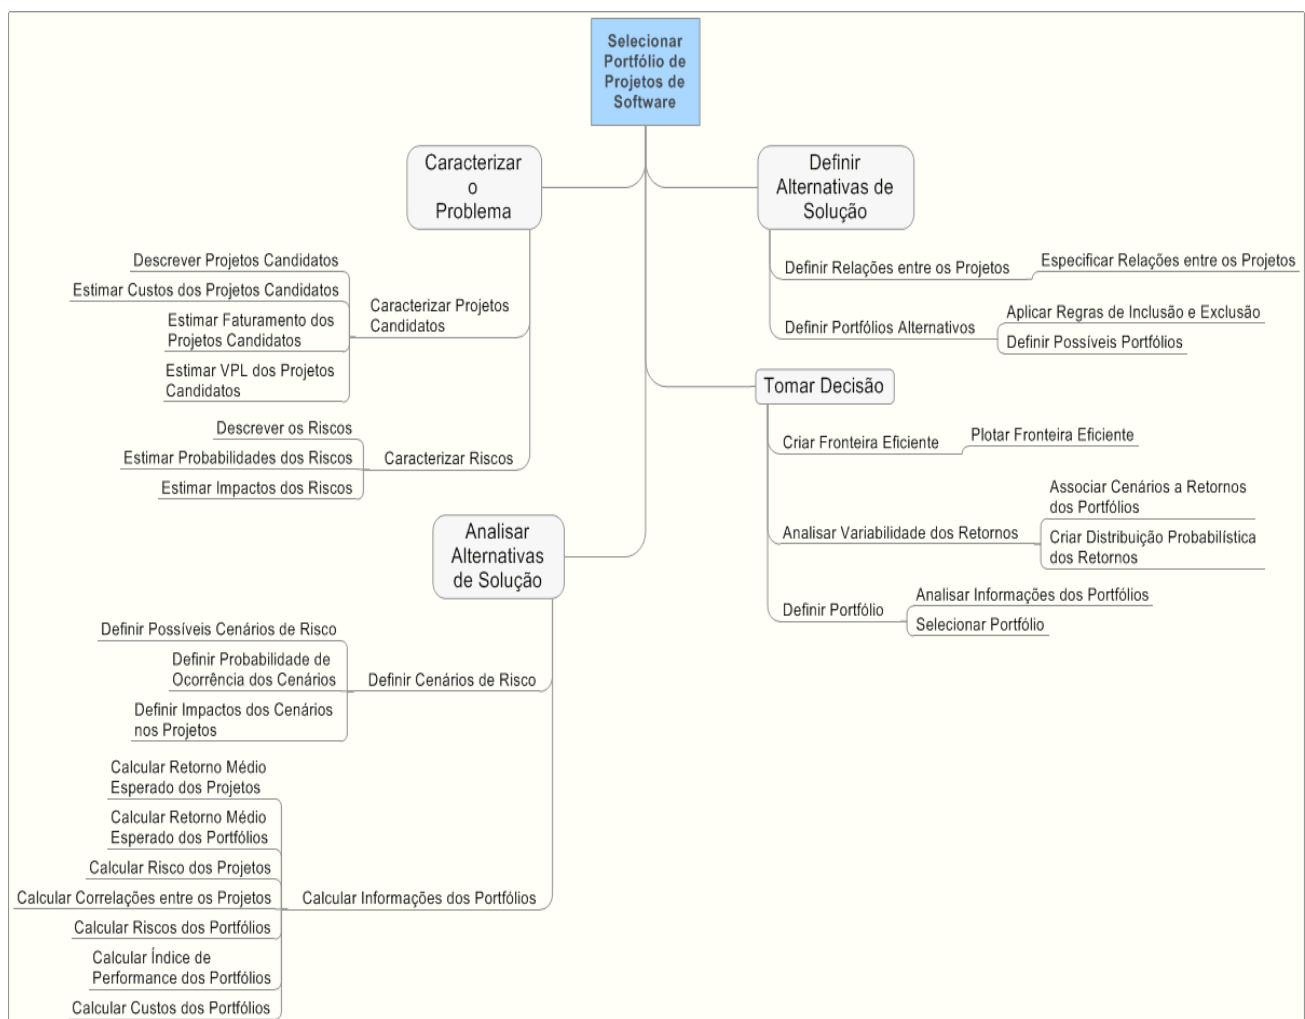 Selecionar
Portfólio de
Projetos de
Software
Caracterizar
o
Problema
Descrever Projetos Candidatos
Estimar Custos dos Projetos Candidatos
Estimar Faturamento dos
Projetos Candidatos
Estimar VPL dos Projetos
Candidatos
Caracterizar Projetos
Candidatos
Descrever os Riscos
Estimar Probabilidades dos Riscos
Estimar Impactos dos Riscos
Caracterizar Riscos
Definir
Alternativas de
Solução
Definir Relações entre os Projetos
Especificar Relações entre os Projetos
Definir Portfólios Alternativos
Aplicar Regras de Inclusão e Exclusão
Definir Possíveis Portfólios
Tomar Decisão
Criar Fronteira Eficiente
Plotar Fronteira Eficiente
Analisar Variabilidade dos Retornos
Associar Cenários a Retornos
dos Portfólios
Criar Distribuição Probabilística
dos Retornos
Definir Portfólio
Analisar Informações dos Portfólios
Selecionar Portfólio
Analisar
Alternativas
de Solução
Definir Possíveis Cenários de Risco
Definir Probabilidade de
Ocorrência dos Cenários
Definir Impactos dos Cenários
nos Projetos
Definir Cenários de Risco
Calcular Retorno Médio
Esperado dos Projetos
Calcular Retorno Médio
Esperado dos Portfólios
Calcular Risco dos Projetos
Calcular Correlações entre os Projetos
Calcular Riscos dos Portfólios
Calcular Índice de
Performance dos Portfólios
Calcular Custos dos Portfólios
Calcular Informações dos Portfólios